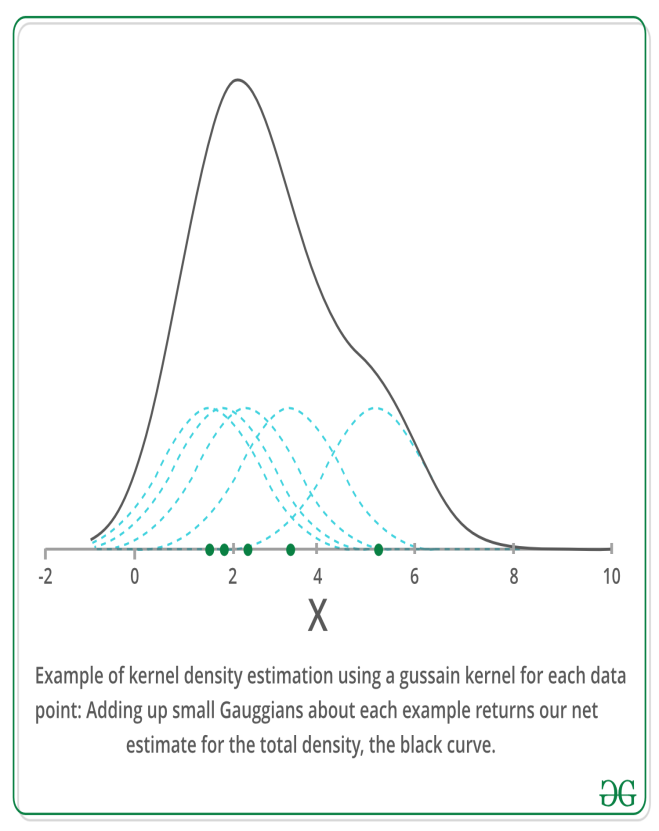 -2 0 2 4 6 8 10
X
Example of kernel density estimation using a gussain kernel for each data
point: Adding up small Gauggians about each example returns our net
estimate for the total density, the black curve.